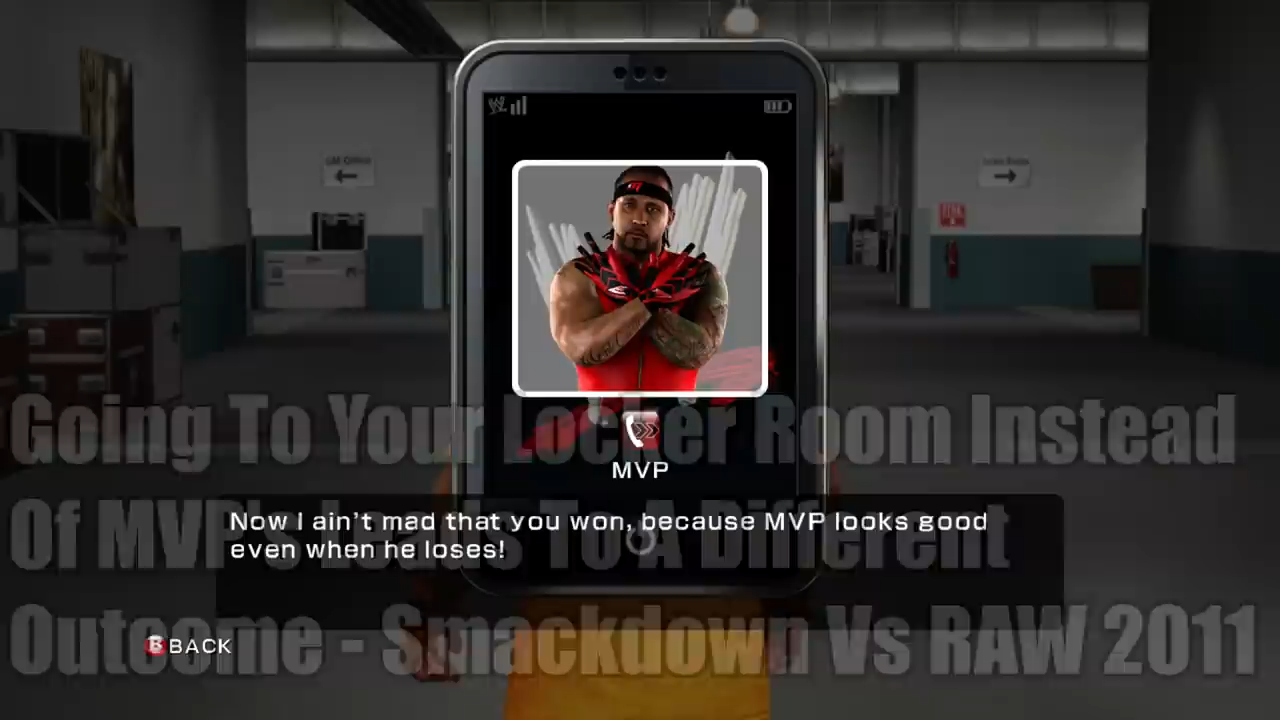 MVP
Going To Your Locker Room Instead
Of MVP's Leads To A Different
Outcome - Smackdown Vs RAW 2011
Now I ain't mad that you won, because MVP looks good
even when he loses!
B BACK